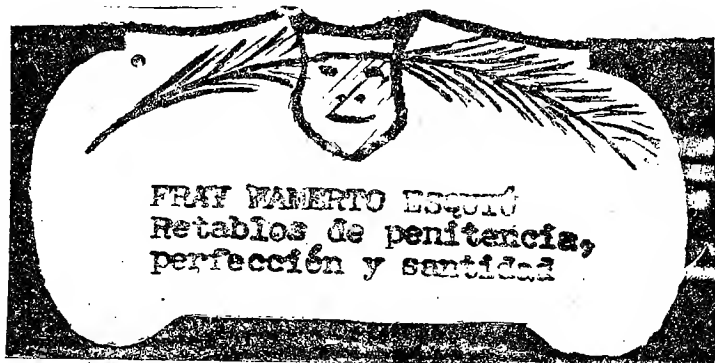 FRAY MAMERTO ESQUIÚ
Retablos de penitencia,
perfección y santidad